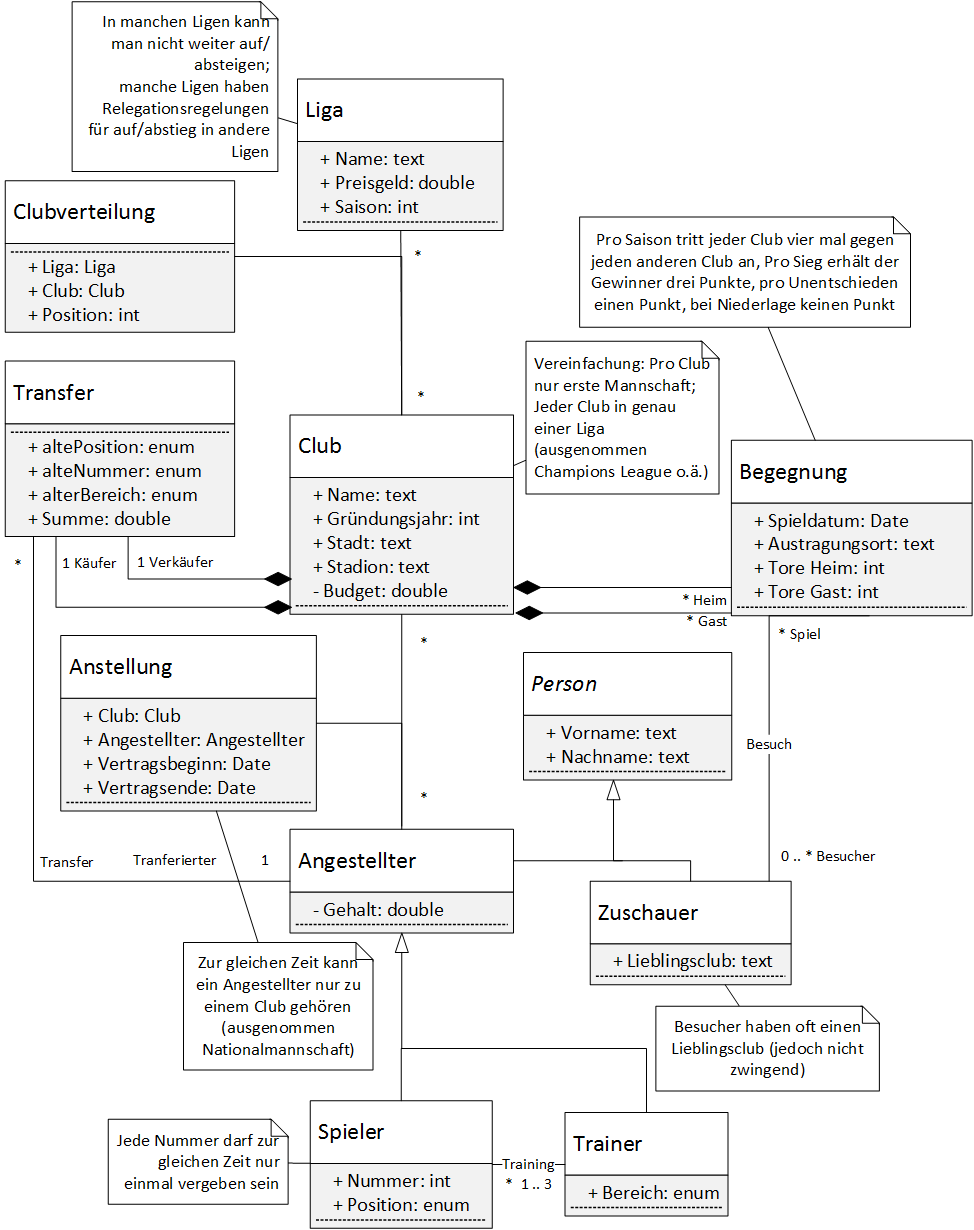 In manchen Ligen kann
man nicht weiter auf/
absteigen;
manche Ligen haben
Relegationsregelungen
für auf/abstieg in andere
Ligen
Liga
+ Name: text
+ Preisgeld: double
+ Saison: int
*
Clubverteilung
+ Liga: Liga
+ Club: Club
+ Position: int
Pro Saison tritt jeder Club vier mal gegen
jeden anderen Club an, Pro Sieg erhält der
Gewinner drei Punkte, pro Unentschieden
einen Punkt, bei Niederlage keinen Punkt
Transfer
+ altePosition: enum
+ alteNummer: enum
+ alterBereich: enum
+ Summe: double
*
1 Käufer
1 Verkäufer
*
Club
+ Name: text
+ Gründungsjahr: int
+ Stadt: text
+ Stadion: text
- Budget: double
*
Vereinfachung: Pro Club
nur erste Mannschaft;
Jeder Club in genau
einer Liga
(ausgenommen
Champions League o.ä.)
Begegnung
+ Spieldatum: Date
+ Austragungsort: text
+ Tore Heim: int
+ Tore Gast: int
* Heim
* Gast
* Spiel
Anstellung
+ Club: Club
+ Angestellter: Angestellter
+ Vertragsbeginn: Date
+ Vertragsende: Date
Person
+ Vorname: text
+ Nachname: text
Besuch
*
Transfer
Tranferierter
1
Angestellter
- Gehalt: double
0 .. * Besucher
Zuschauer
+ Lieblingsclub: text
Zur gleichen Zeit kann
ein Angestellter nur zu
einem Club gehören
(ausgenommen
Nationalmannschaft)
Besucher haben oft einen
Lieblingsclub (jedoch nicht
zwingend)
Jede Nummer darf zur
gleichen Zeit nur
einmal vergeben sein
Spieler
+ Nummer: int
+ Position: enum
Training
* 1 .. 3
Trainer
+ Bereich: enum